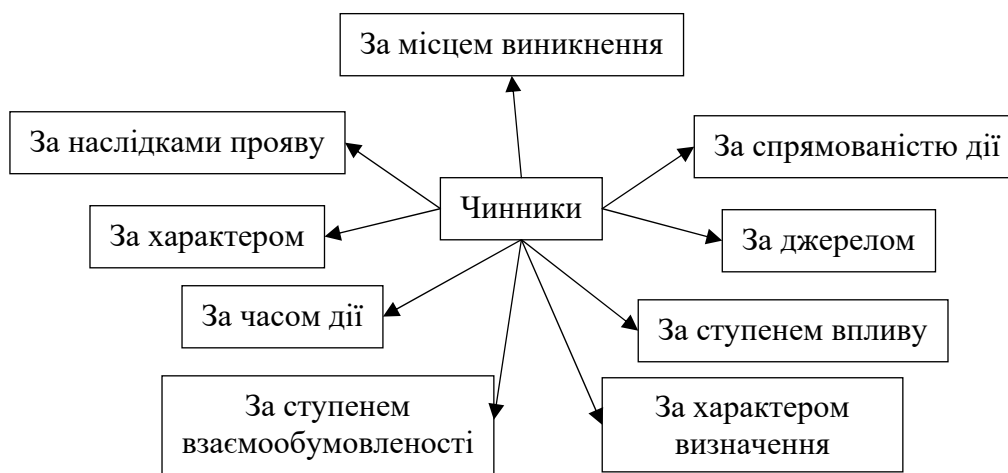 За місцем виникнення
За наслідками прояву
За спрямованістю дії
Чинники
За характером
За джерелом
За часом дії
За ступенем впливу
За ступенем
взаємообумовленості
За характером
визначення